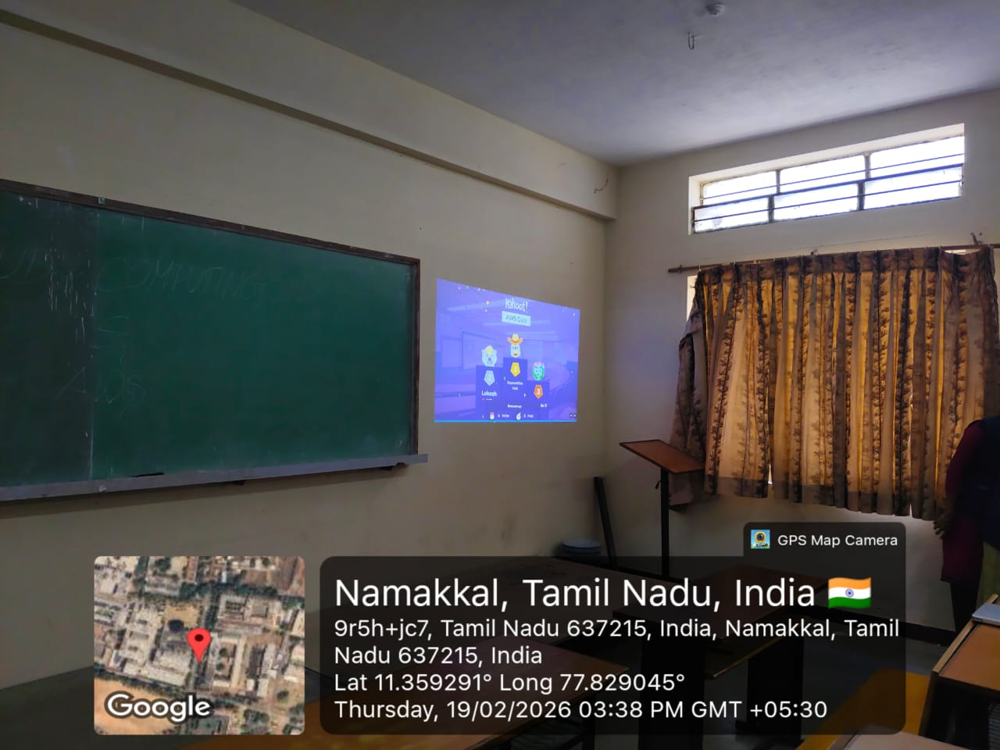 COMPUTING
Kahoot!
AWS Quiz
Lokesh
GPS Map Camera
Namakkal, Tamil Nadu, India
9r5h+jc7, Tamil Nadu 637215, India, Namakkal, Tamil
Nadu 637215, India
Lat 11.359291° Long 77.829045°
Thursday, 19/02/2026 03:38 PM GMT +05:30
Google